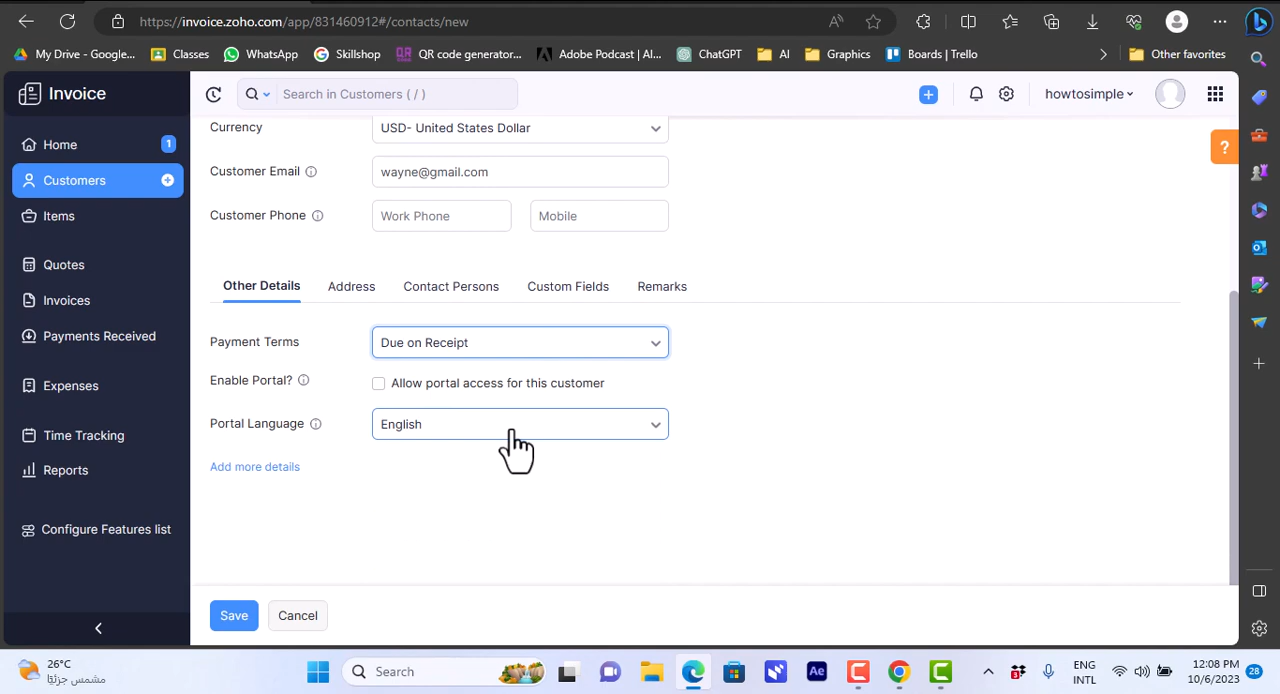 https://invoice.zoho.com/app/831460912#/contacts/new
My Drive - Google...
Classes
WhatsApp
Skillshop
QR code generator...
Adobe Podcast | AI...
ChatGPT
AI
Graphics
Boards | Trello
Other favorites
Invoice
Search in Customers ( / )
howtosimple
Home
1
Customers
Items
Quotes
Invoices
Payments Received
Expenses
Time Tracking
Reports
Configure Features list
Currency
USD- United States Dollar
Customer Email
wayne@gmail.com
Customer Phone
Work Phone
Mobile
?
Other Details
Address
Contact Persons
Custom Fields
Remarks
Payment Terms
Due on Receipt
Enable Portal?
Allow portal access for this customer
Portal Language
English
Add more details
Save
Cancel
26°C
مشمس جزئيًا
Search
Ae
ENG
INTL
12:08 PM
10/6/2023
28